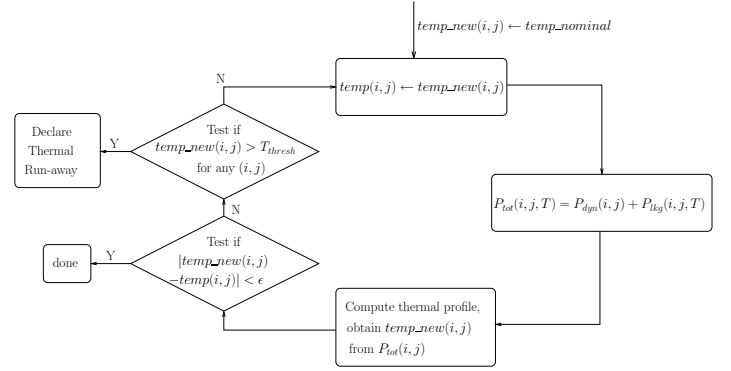 temp_new(i, j) ← temp_nominal
temp(i, j) ← temp_new(i, j)
N
Test if
temp_new(i, j) > T_thresh
for any (i, j)
Y
Declare
Thermal
Run-away
P_tot(i, j, T) = P_dyn(i, j) + P_lkg(i, j, T)
N
Test if
|temp_new(i, j)
−temp(i, j)| < ϵ
Y
done
Compute thermal profile,
obtain temp_new(i, j)
from P_tot(i, j)